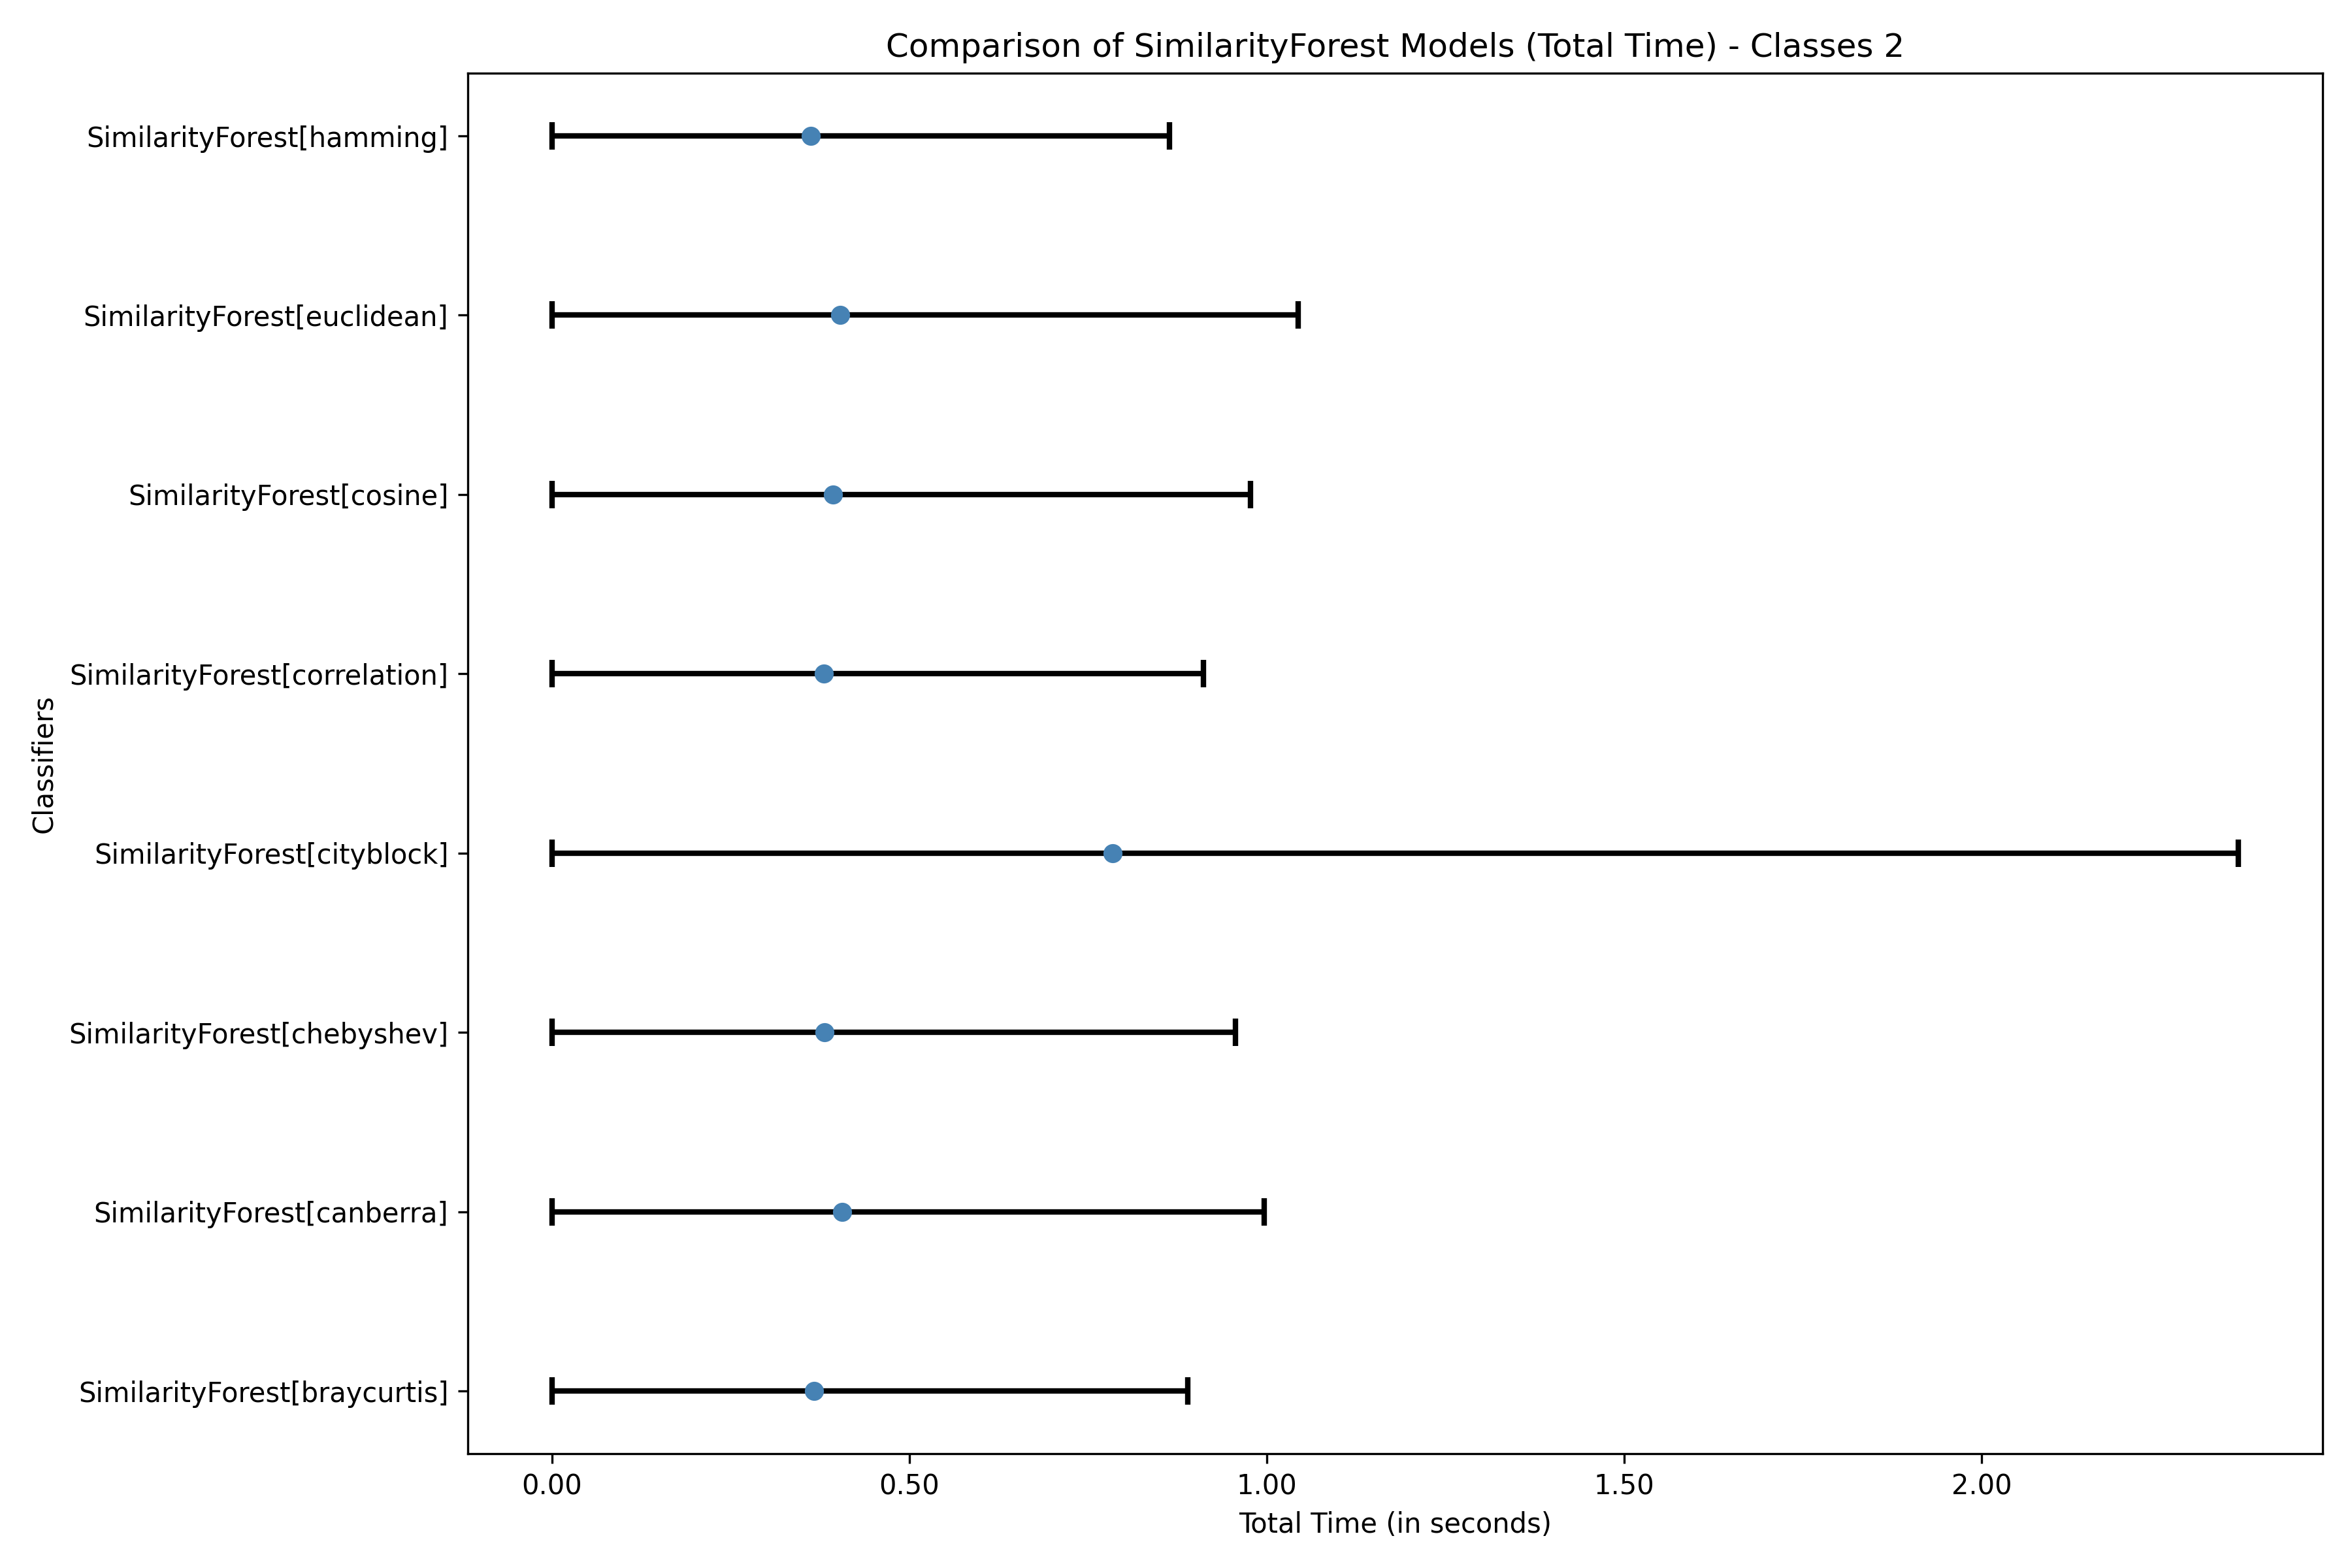 Comparison of SimilarityForest Models (Total Time) - Classes 2
SimilarityForest[hamming]
SimilarityForest[euclidean]
SimilarityForest[cosine]
SimilarityForest[correlation]
SimilarityForest[cityblock]
SimilarityForest[chebyshev]
SimilarityForest[canberra]
SimilarityForest[braycurtis]
Classifiers
0.00 0.50 1.00 1.50 2.00
Total Time (in seconds)